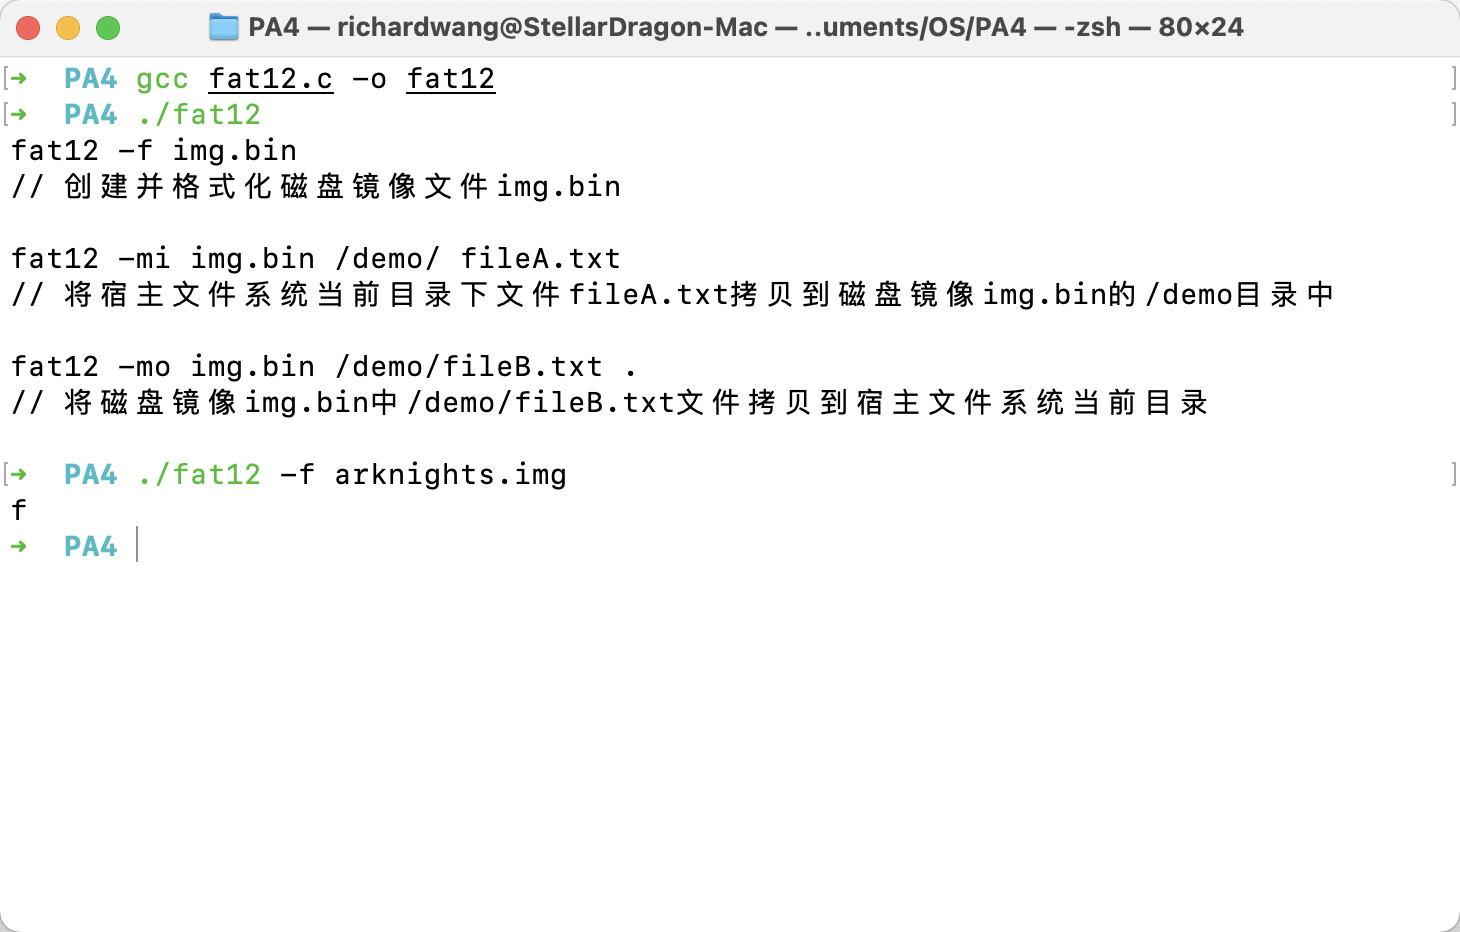 PA4 — richardwang@StellarDragon-Mac — ..uments/OS/PA4 — -zsh — 80×24
[➜  PA4 gcc fat12.c -o fat12 ]
[➜  PA4 ./fat12 ]
fat12 -f img.bin
// 创建并格式化磁盘镜像文件img.bin
fat12 -mi img.bin /demo/ fileA.txt
// 将宿主文件系统当前目录下文件fileA.txt拷贝到磁盘镜像img.bin的/demo目录中
fat12 -mo img.bin /demo/fileB.txt .
// 将磁盘镜像img.bin中/demo/fileB.txt文件拷贝到宿主文件系统当前目录
[➜  PA4 ./fat12 -f arknights.img ]
f
➜  PA4